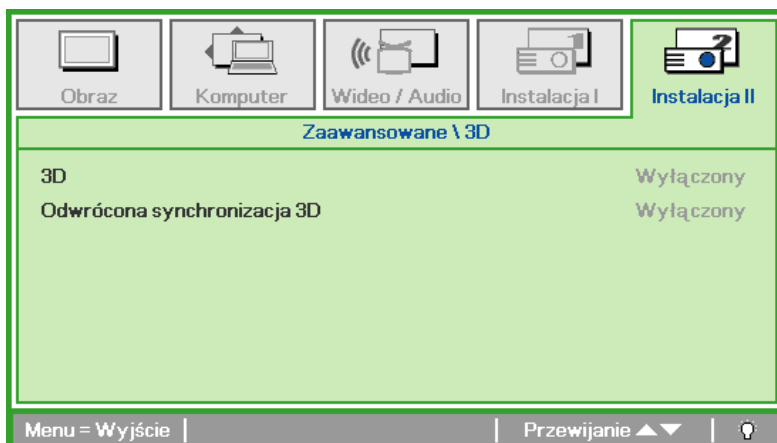 Obraz Komputer Wideo / Audio Instalacja I Instalacja II
Zaawansowane \ 3D
3D Wyłączony
Odwrócona synchronizacja 3D Wyłączony
Menu = Wyjście Przewijanie ▲▼